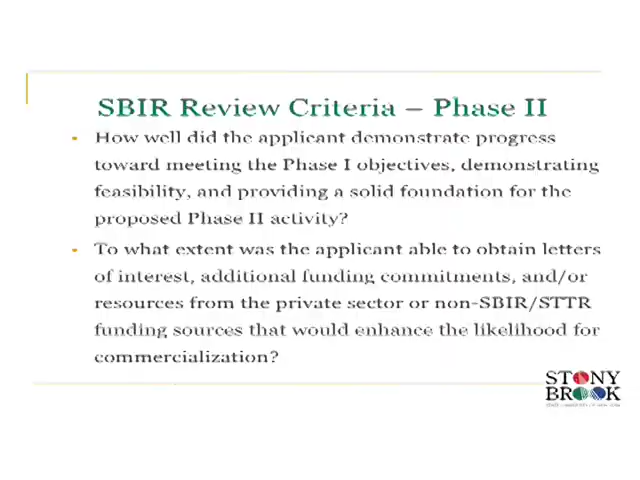 SBIR Review Criteria – Phase II
How well did the applicant demonstrate progress
toward meeting the Phase I objectives, demonstrating
feasibility, and providing a solid foundation for the
proposed Phase II activity?
To what extent was the applicant able to obtain letters
of interest, additional funding commitments, and/or
resources from the private sector or non-SBIR/STTR
funding sources that would enhance the likelihood for
commercialization?
STONY
BROOK